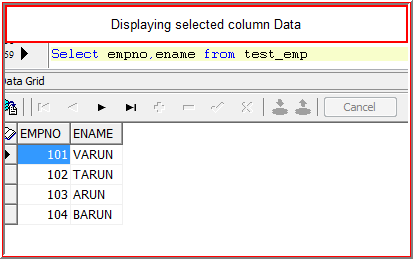 Displaying selected column Data
Select empno,ename from test_emp
Data Grid
Cancel
EMPNO ENAME
101 VARUN
102 TARUN
103 ARUN
104 BARUN